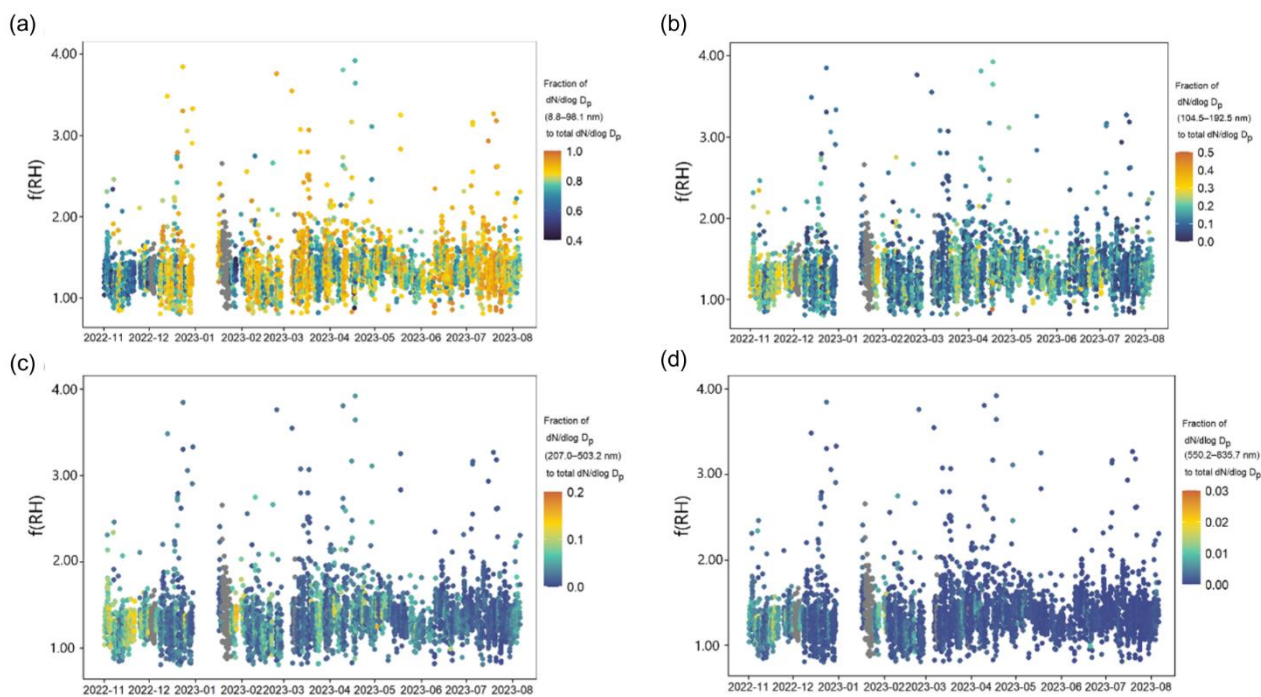 (a)
f(RH)
4.00
3.00
2.00
1.00
2022-11 2022-12 2023-01 2023-02 2023-03 2023-04 2023-05 2023-06 2023-07 2023-08
Fraction of
dN/dlog Dp
(8.8–98.1 nm)
to total dN/dlog Dp
1.0
0.8
0.6
0.4
(b)
f(RH)
4.00
3.00
2.00
1.00
2022-11 2022-12 2023-01 2023-02 2023-03 2023-04 2023-05 2023-06 2023-07 2023-08
Fraction of
dN/dlog Dp
(104.5–192.5 nm)
to total dN/dlog Dp
0.5
0.4
0.3
0.2
0.1
0.0
(c)
f(RH)
4.00
3.00
2.00
1.00
2022-11 2022-12 2023-01 2023-02 2023-03 2023-04 2023-05 2023-06 2023-07 2023-08
Fraction of
dN/dlog Dp
(207.0–503.2 nm)
to total dN/dlog Dp
0.2
0.1
0.0
(d)
f(RH)
4.00
3.00
2.00
1.00
2022-11 2022-12 2023-01 2023-02 2023-03 2023-04 2023-05 2023-06 2023-07 2023-08
Fraction of
dN/dlog Dp
(550.2–835.7 nm)
to total dN/dlog Dp
0.03
0.02
0.01
0.00